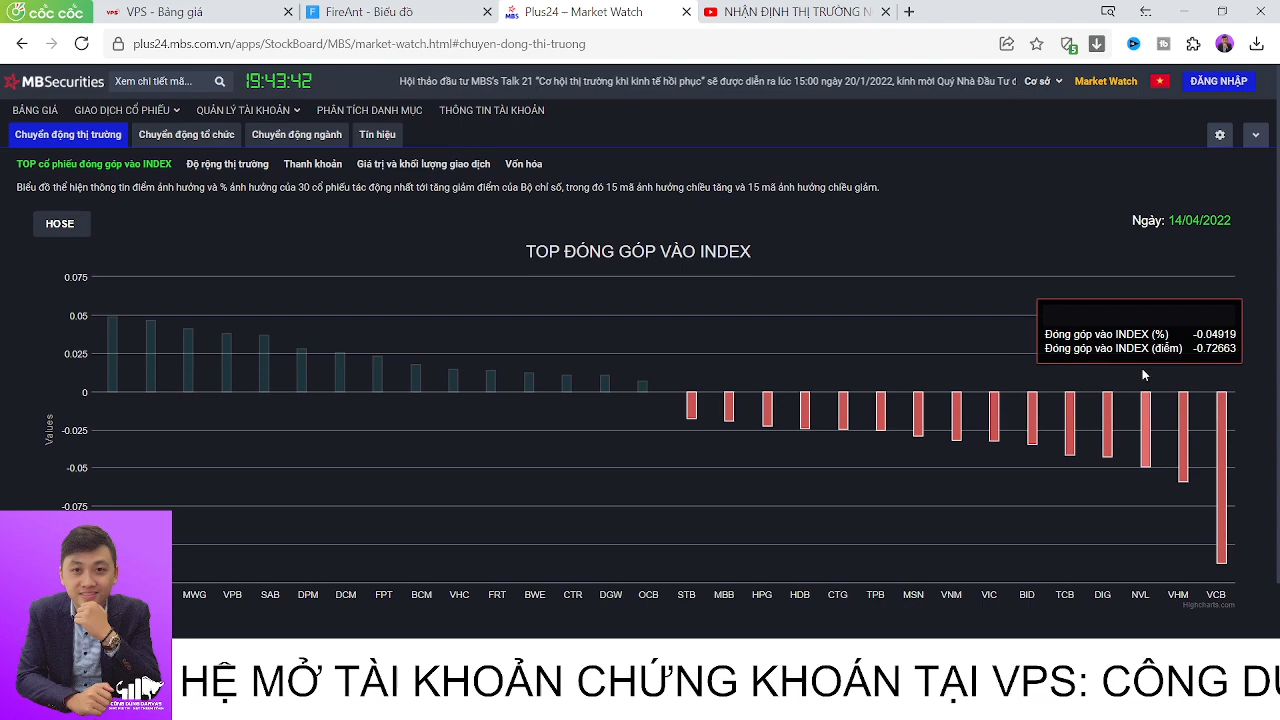 cốc cốc
VPS - Bảng giá
FireAnt - Biểu đồ
Plus24 – Market Watch
NHẬN ĐỊNH THỊ TRƯỜNG N
plus24.mbs.com.vn/apps/StockBoard/MBS/market-watch.html#chuyen-dong-thi-truong
MBSecurities
Xem chi tiết mã...
19:43:42
Hội thảo đầu tư MBS's Talk 21 “Cơ hội thị trường khi kinh tế hồi phục” sẽ được diễn ra lúc 15:00 ngày 20/1/2022, kính mời Quý Nhà Đầu Tư đ
Cơ sở
Market Watch
ĐĂNG NHẬP
BẢNG GIÁ
GIAO DỊCH CỔ PHIẾU
QUẢN LÝ TÀI KHOẢN
PHÂN TÍCH DANH MỤC
THÔNG TIN TÀI KHOẢN
Chuyển động thị trường
Chuyển động tổ chức
Chuyển động ngành
Tín hiệu
TOP cổ phiếu đóng góp vào INDEX
Độ rộng thị trường
Thanh khoản
Giá trị và khối lượng giao dịch
Vốn hóa
Biểu đồ thể hiện thông tin điểm ảnh hưởng và % ảnh hưởng của 30 cổ phiếu tác động nhất tới tăng giảm điểm của Bộ chỉ số, trong đó 15 mã ảnh hưởng chiều tăng và 15 mã ảnh hưởng chiều giảm.
HOSE
Ngày: 14/04/2022
TOP ĐÓNG GÓP VÀO INDEX
0.075
0.05
0.025
0
-0.025
-0.05
-0.075
Values
Đóng góp vào INDEX (%) -0.04919
Đóng góp vào INDEX (điểm) -0.72663
MWG VPB SAB DPM DCM FPT BCM VHC FRT BWE CTR DGW OCB STB MBB HPG HDB CTG TPB MSN VNM VIC BID TCB DIG NVL VHM VCB
Highcharts.com
HỆ MỞ TÀI KHOẢN CHỨNG KHOÁN TẠI VPS: CÔNG DU